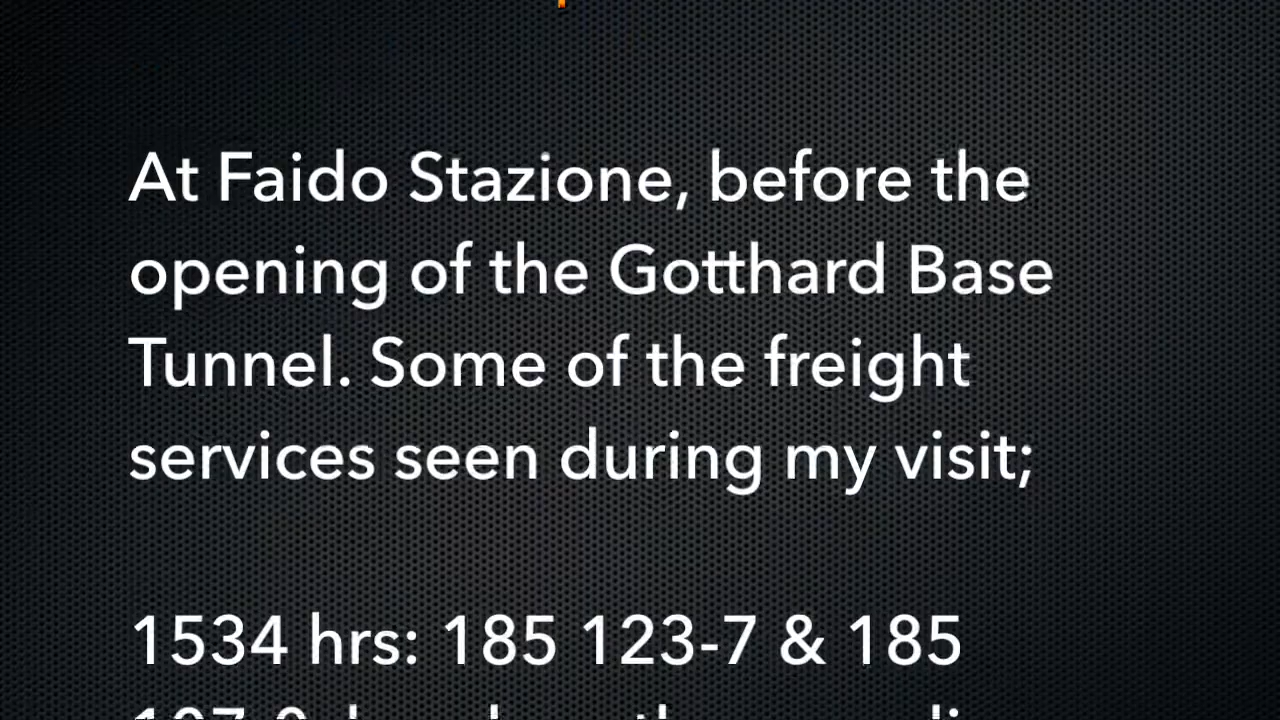 At Faido Stazione, before the
opening of the Gotthard Base
Tunnel. Some of the freight
services seen during my visit;
1534 hrs: 185 123-7 & 185